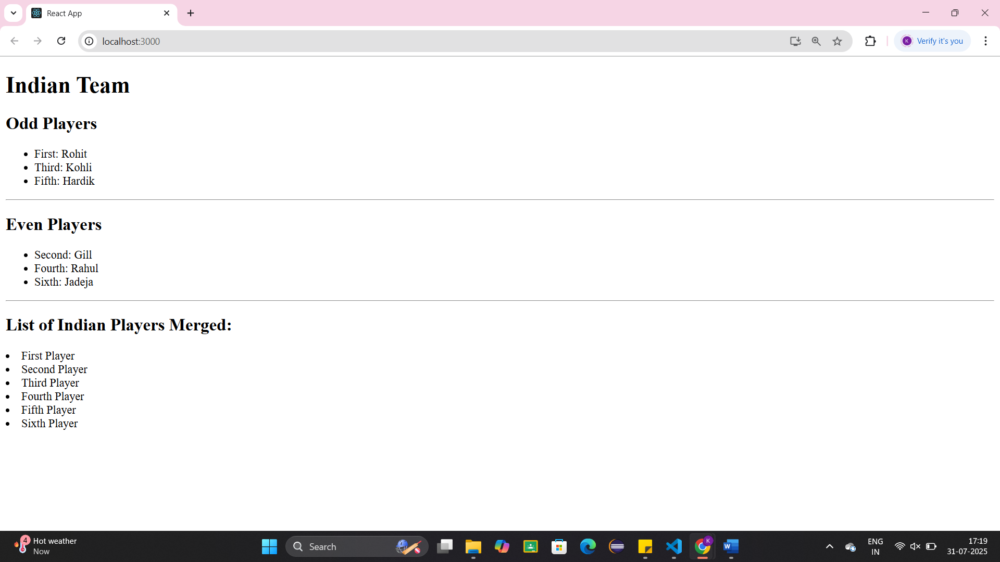 React App
localhost:3000
K
Verify it's you
Indian Team
Odd Players
First: Rohit
Third: Kohli
Fifth: Hardik
Even Players
Second: Gill
Fourth: Rahul
Sixth: Jadeja
List of Indian Players Merged:
First Player
Second Player
Third Player
Fourth Player
Fifth Player
Sixth Player
4
Hot weather
Now
Search
K
W
ENG
IN
17:19
31-07-2025